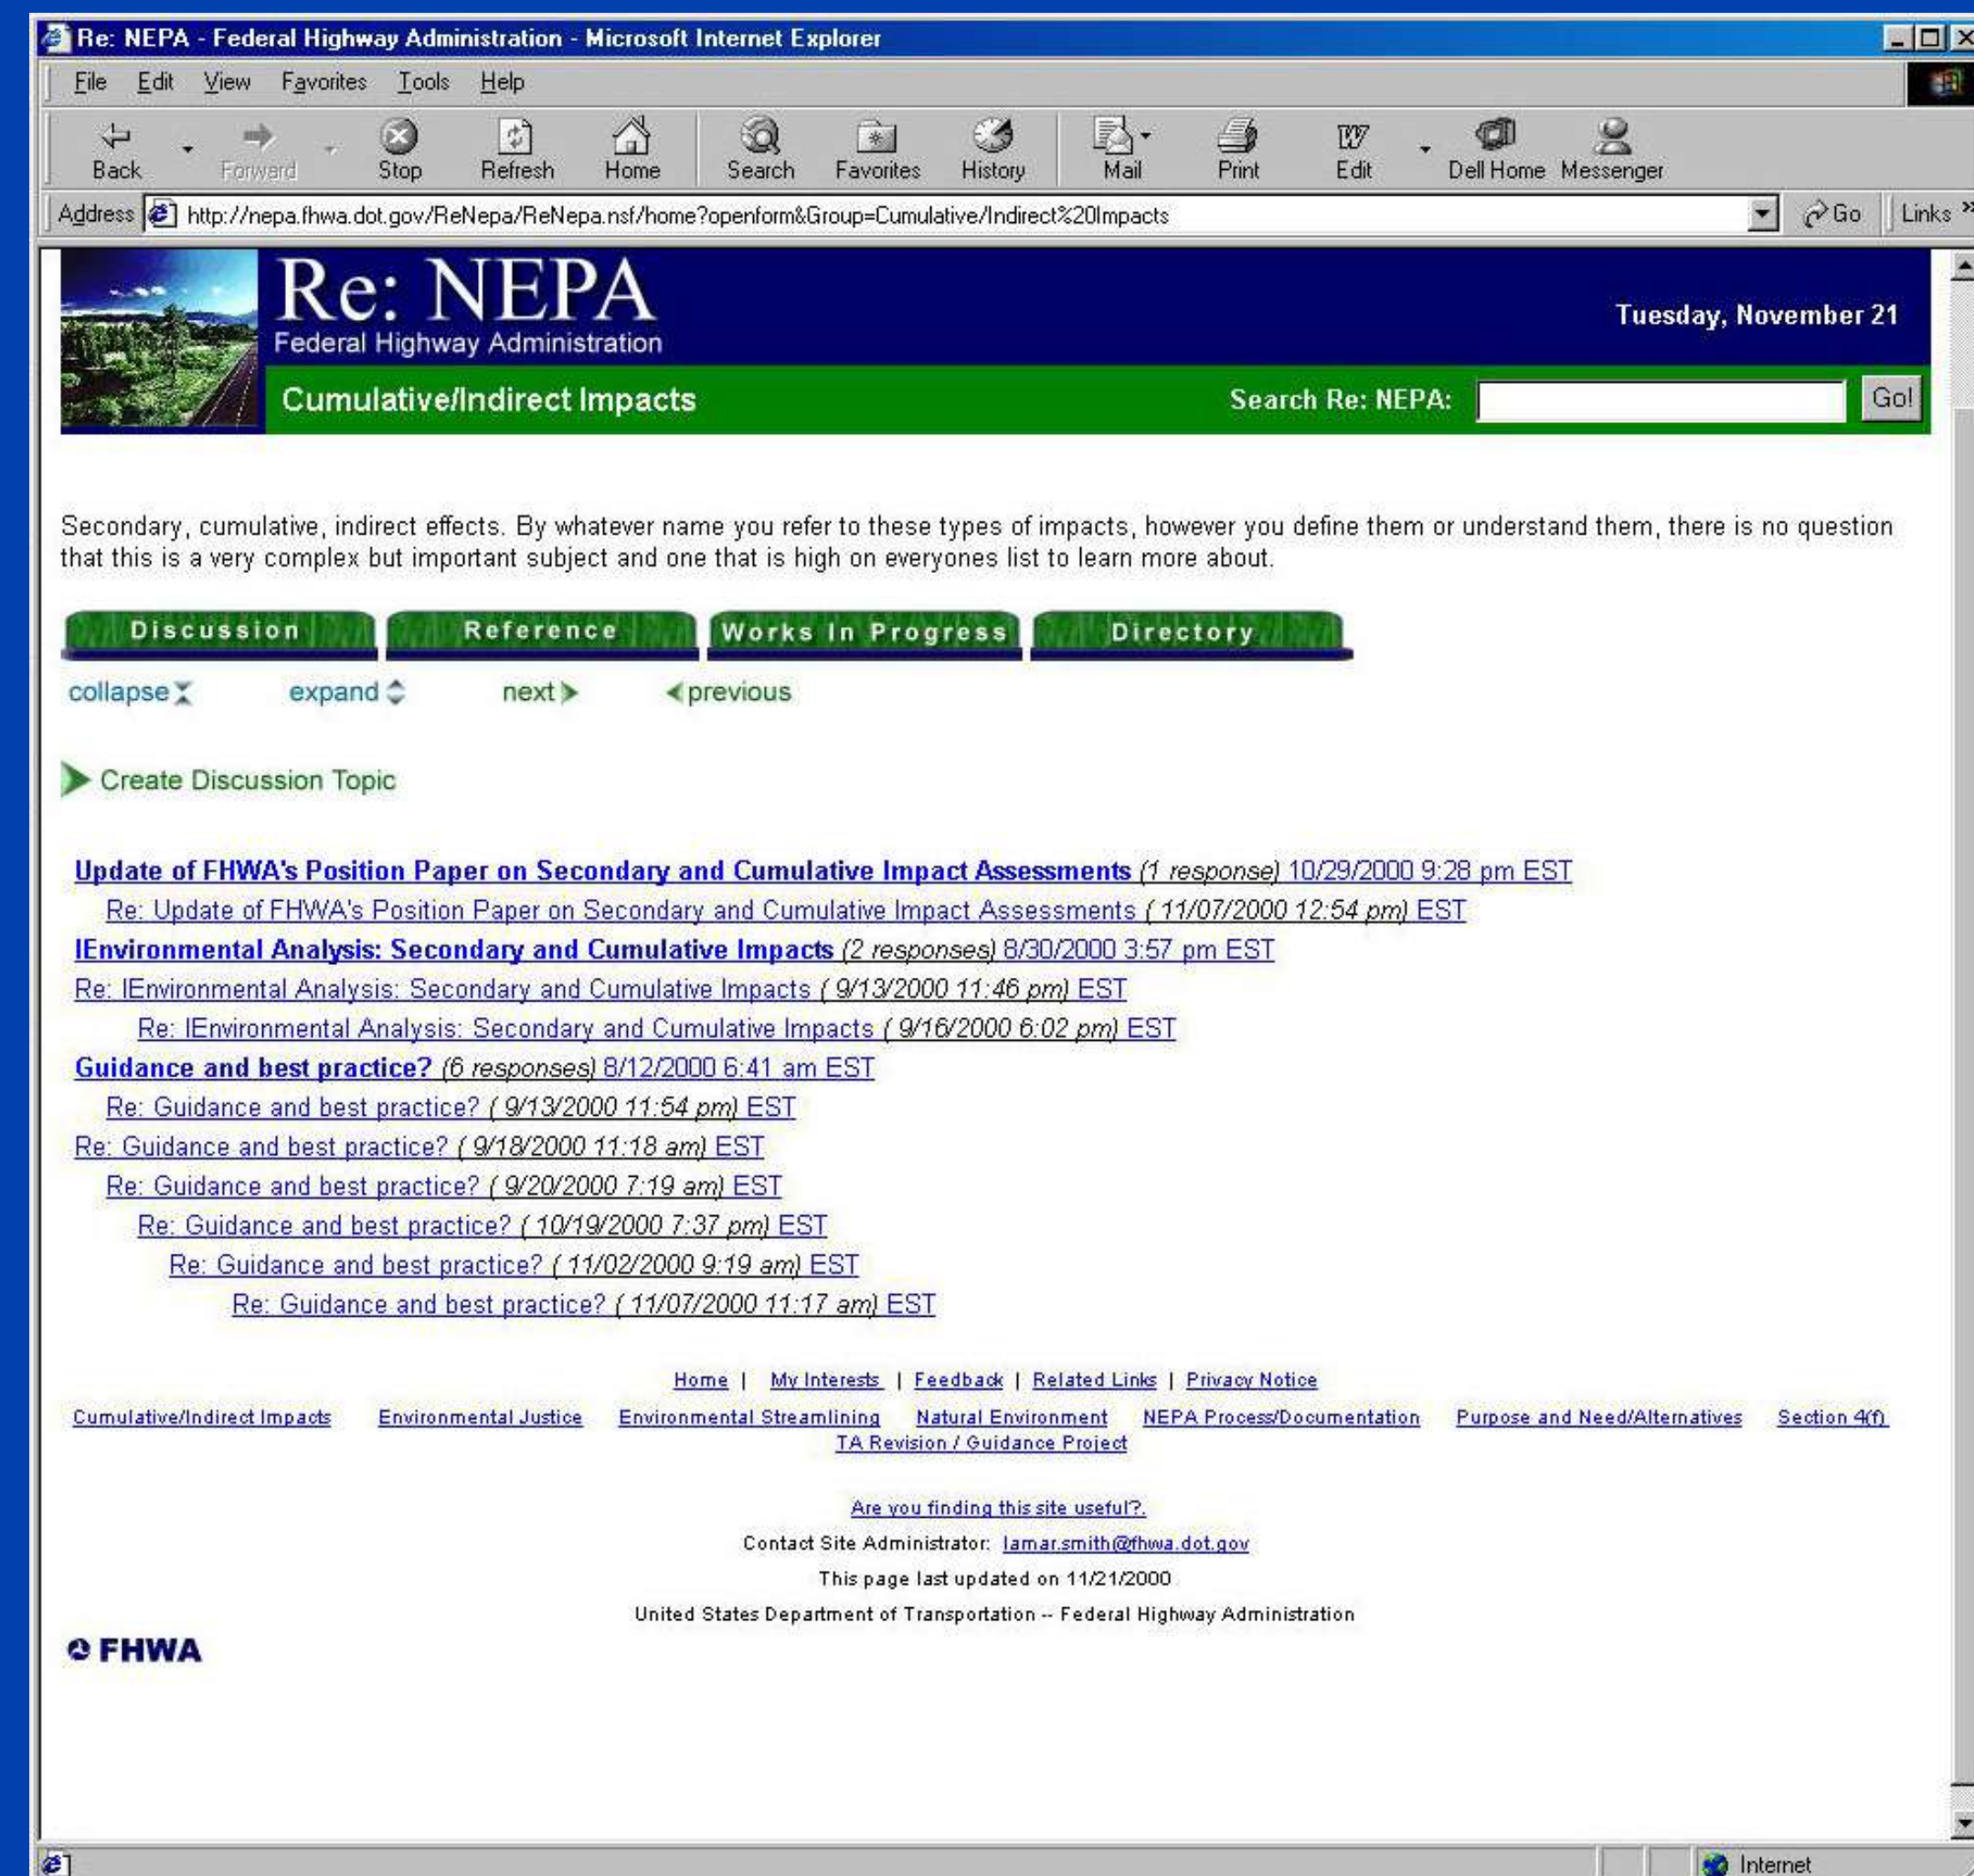 Re: NEPA - Federal Highway Administration - Microsoft Internet Explorer
File Edit View Favorites Tools Help
Back Forward Stop Refresh Home Search Favorites History Mail Print Edit Dell Home Messenger
Address http://nepa.fhwa.dot.gov/ReNepa/ReNepa.nsf/home?openform&Group=Cumulative/Indirect%20Impacts Go Links »
Re: NEPA
Federal Highway Administration
Tuesday, November 21
Cumulative/Indirect Impacts Search Re: NEPA: Go!
Secondary, cumulative, indirect effects. By whatever name you refer to these types of impacts, however you define them or understand them, there is no question
that this is a very complex but important subject and one that is high on everyones list to learn more about.
Discussion Reference Works In Progress Directory
collapse expand next previous
Create Discussion Topic
Update of FHWA's Position Paper on Secondary and Cumulative Impact Assessments (1 response) 10/29/2000 9:28 pm EST
Re: Update of FHWA's Position Paper on Secondary and Cumulative Impact Assessments ( 11/07/2000 12:54 pm) EST
IEnvironmental Analysis: Secondary and Cumulative Impacts (2 responses) 8/30/2000 3:57 pm EST
Re: IEnvironmental Analysis: Secondary and Cumulative Impacts ( 9/13/2000 11:46 pm) EST
Re: IEnvironmental Analysis: Secondary and Cumulative Impacts ( 9/16/2000 6:02 pm) EST
Guidance and best practice? (6 responses) 8/12/2000 6:41 am EST
Re: Guidance and best practice? ( 9/13/2000 11:54 pm) EST
Re: Guidance and best practice? ( 9/18/2000 11:18 am) EST
Re: Guidance and best practice? ( 9/20/2000 7:19 am) EST
Re: Guidance and best practice? ( 10/19/2000 7:37 pm) EST
Re: Guidance and best practice? ( 11/02/2000 9:19 am) EST
Re: Guidance and best practice? ( 11/07/2000 11:17 am) EST
Home | My Interests | Feedback | Related Links | Privacy Notice
Cumulative/Indirect Impacts Environmental Justice Environmental Streamlining Natural Environment NEPA Process/Documentation Purpose and Need/Alternatives Section 4(f)
TA Revision / Guidance Project
Are you finding this site useful?.
Contact Site Administrator: lamar.smith@fhwa.dot.gov
This page last updated on 11/21/2000
United States Department of Transportation -- Federal Highway Administration
FHWA
Internet